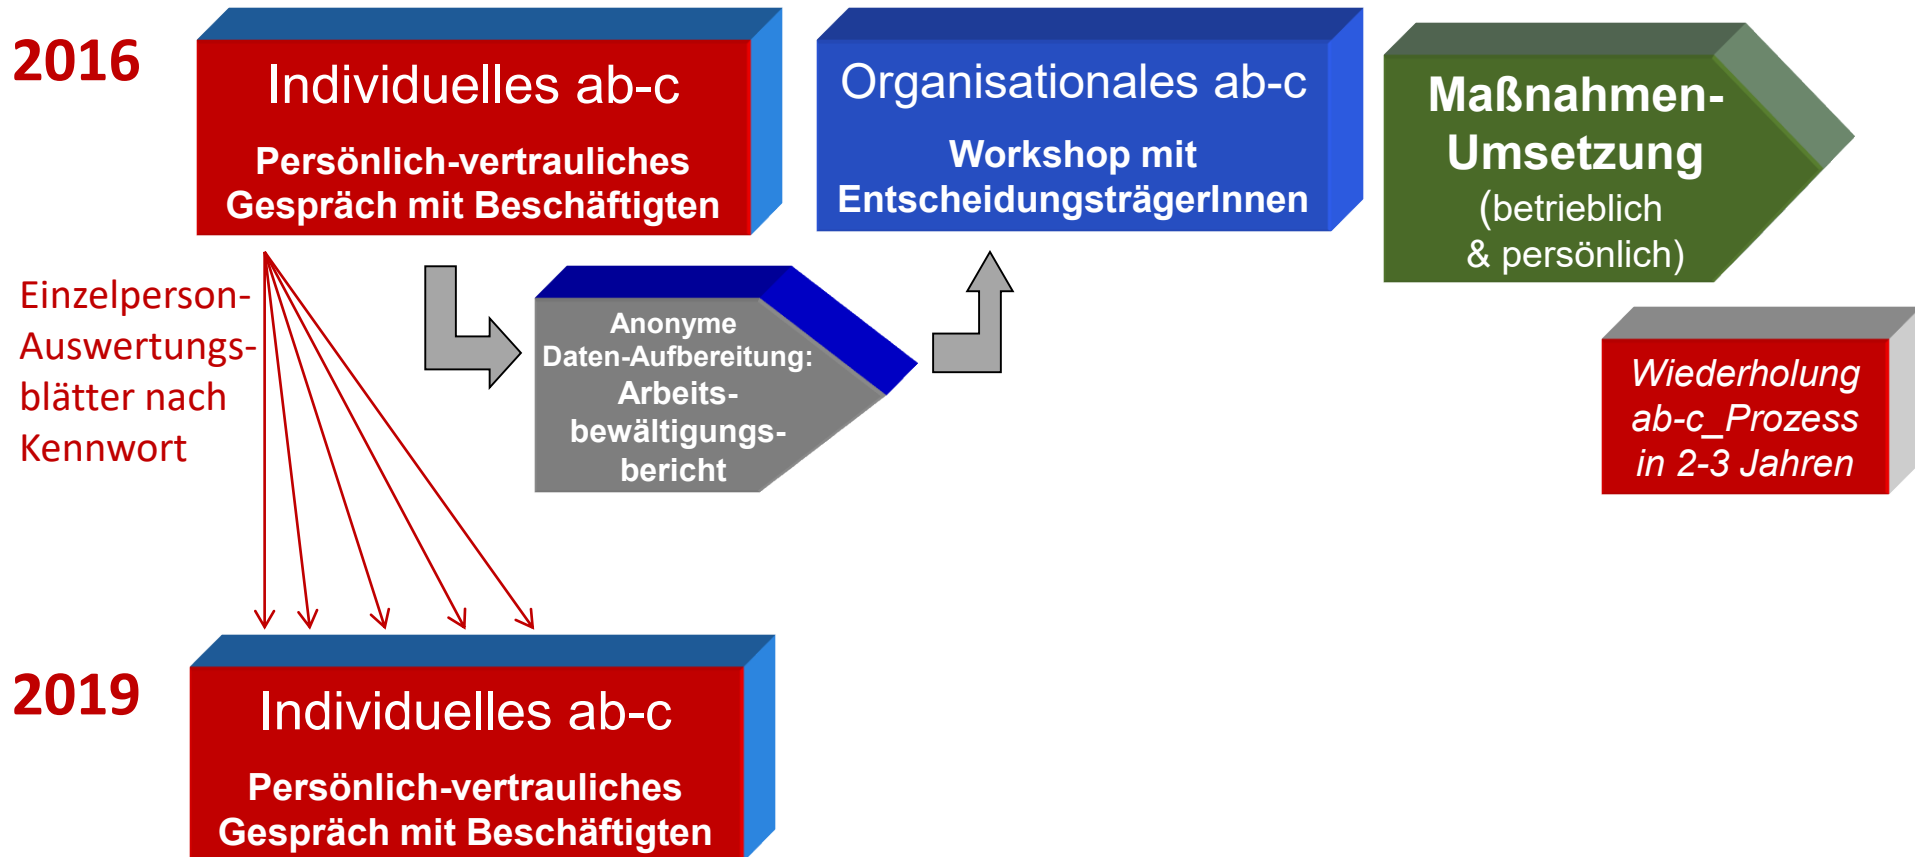 2016
Individuelles ab-c
Persönlich-vertrauliches
Gespräch mit Beschäftigten
Organisationales ab-c
Workshop mit
EntscheidungsträgerInnen
Maßnahmen-
Umsetzung
(betrieblich
& persönlich)
Einzelperson-
Auswertungs-
blätter nach
Kennwort
Anonyme
Daten-Aufbereitung:
Arbeits-
bewältigungs-
bericht
Wiederholung
ab-c_Prozess
in 2-3 Jahren
2019
Individuelles ab-c
Persönlich-vertrauliches
Gespräch mit Beschäftigten